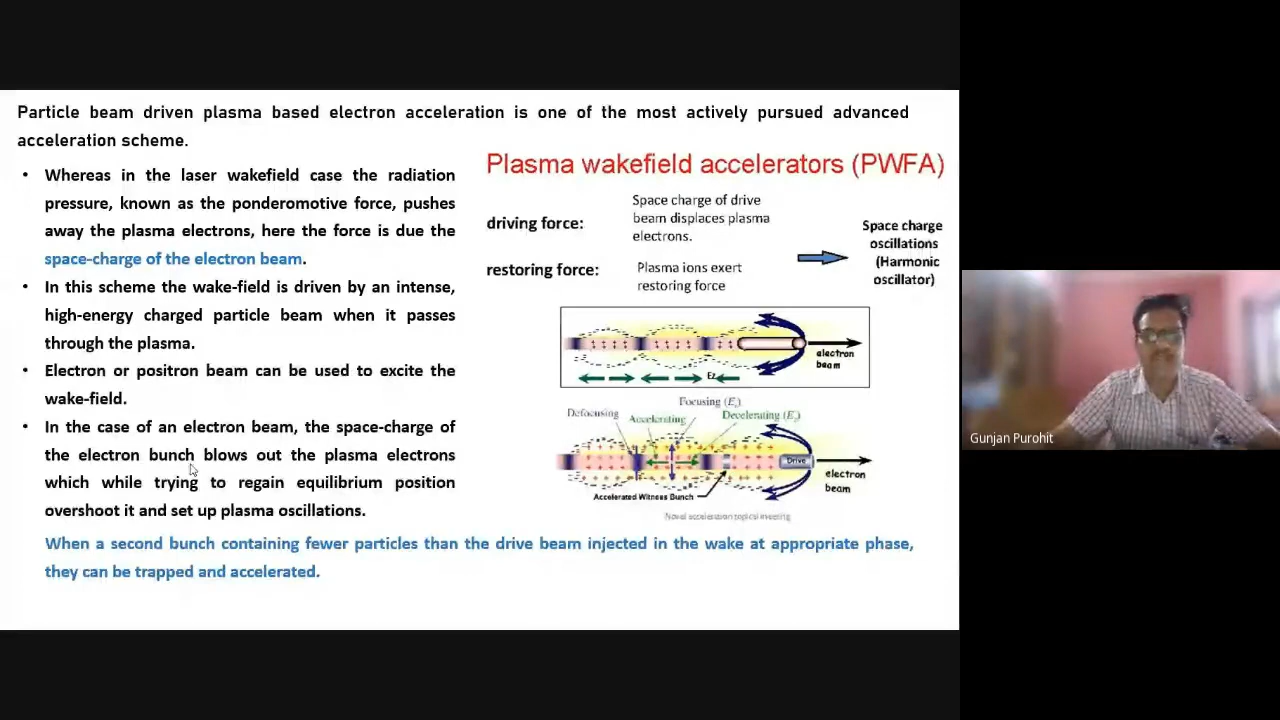 Particle beam driven plasma based electron acceleration is one of the most actively pursued advanced
acceleration scheme.
• Whereas in the laser wakefield case the radiation
pressure, known as the ponderomotive force, pushes
away the plasma electrons, here the force is due the
space-charge of the electron beam.
• In this scheme the wake-field is driven by an intense,
high-energy charged particle beam when it passes
through the plasma.
• Electron or positron beam can be used to excite the
wake-field.
• In the case of an electron beam, the space-charge of
the electron bunch blows out the plasma electrons
which while trying to regain equilibrium position
overshoot it and set up plasma oscillations.
When a second bunch containing fewer particles than the drive beam injected in the wake at appropriate phase,
they can be trapped and accelerated.
Plasma wakefield accelerators (PWFA)
driving force:
Space charge of drive
beam displaces plasma
electrons.
restoring force:
Plasma ions exert
restoring force
Space charge
oscillations
(Harmonic
oscillator)
electron
beam
Ez
Defocusing
Accelerating
Focusing (Er)
Decelerating (Ez)
Drive
electron
beam
Accelerated Witness Bunch
Novel acceleration topical meeting
Gunjan Purohit